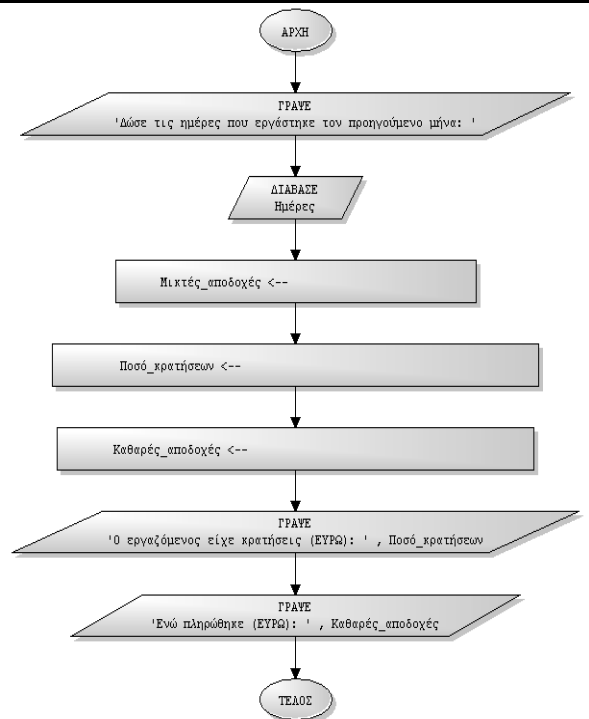 ΑΡΧΗ
ΓΡΑΨΕ
'Δώσε τις ημέρες που εργάστηκε τον προηγούμενο μήνα: '
ΔΙΑΒΑΣΕ
Ημέρες
Μικτές_αποδοχές <--
Ποσό_κρατήσεων <--
Καθαρές_αποδοχές <--
ΓΡΑΨΕ
'Ο εργαζόμενος είχε κρατήσεις (ΕΥΡΩ): ' , Ποσό_κρατήσεων
ΓΡΑΨΕ
'Ενώ πληρώθηκε (ΕΥΡΩ): ' , Καθαρές_αποδοχές
ΤΕΛΟΣ